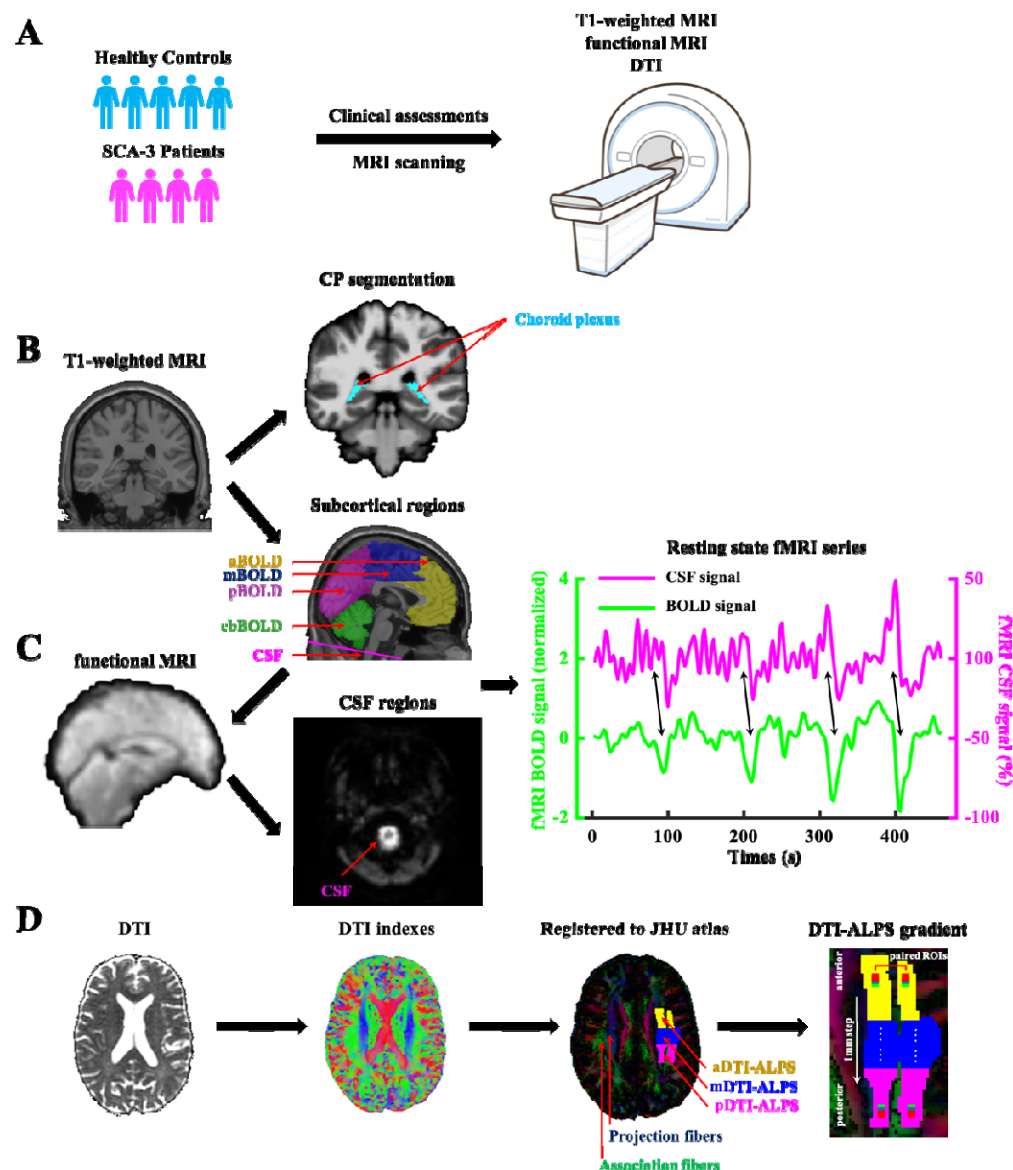 A
Healthy Controls
SCA-3 Patients
Clinical assessments
MRI scanning
T1-weighted MRI
functional MRI
DTI
B
T1-weighted MRI
CP segmentation
Choroid plexus
Subcortical regions
aBOLD
mBOLD
pBOLD
cbBOLD
CSF
C
functional MRI
CSF regions
CSF
Resting state fMRI series
CSF signal
BOLD signal
fMRI BOLD signal (normalized)
4
2
0
-2
50
100
-50
-100
fMRI CSF signal (%)
0
100
200
300
400
Times (s)
D
DTI
DTI indexes
Registered to JHU atlas
aDTI-ALPS
mDTI-ALPS
pDTI-ALPS
Projection fibers
Association fibers
DTI-ALPS gradient
paired ROIs
anterior
1mm step
posterior